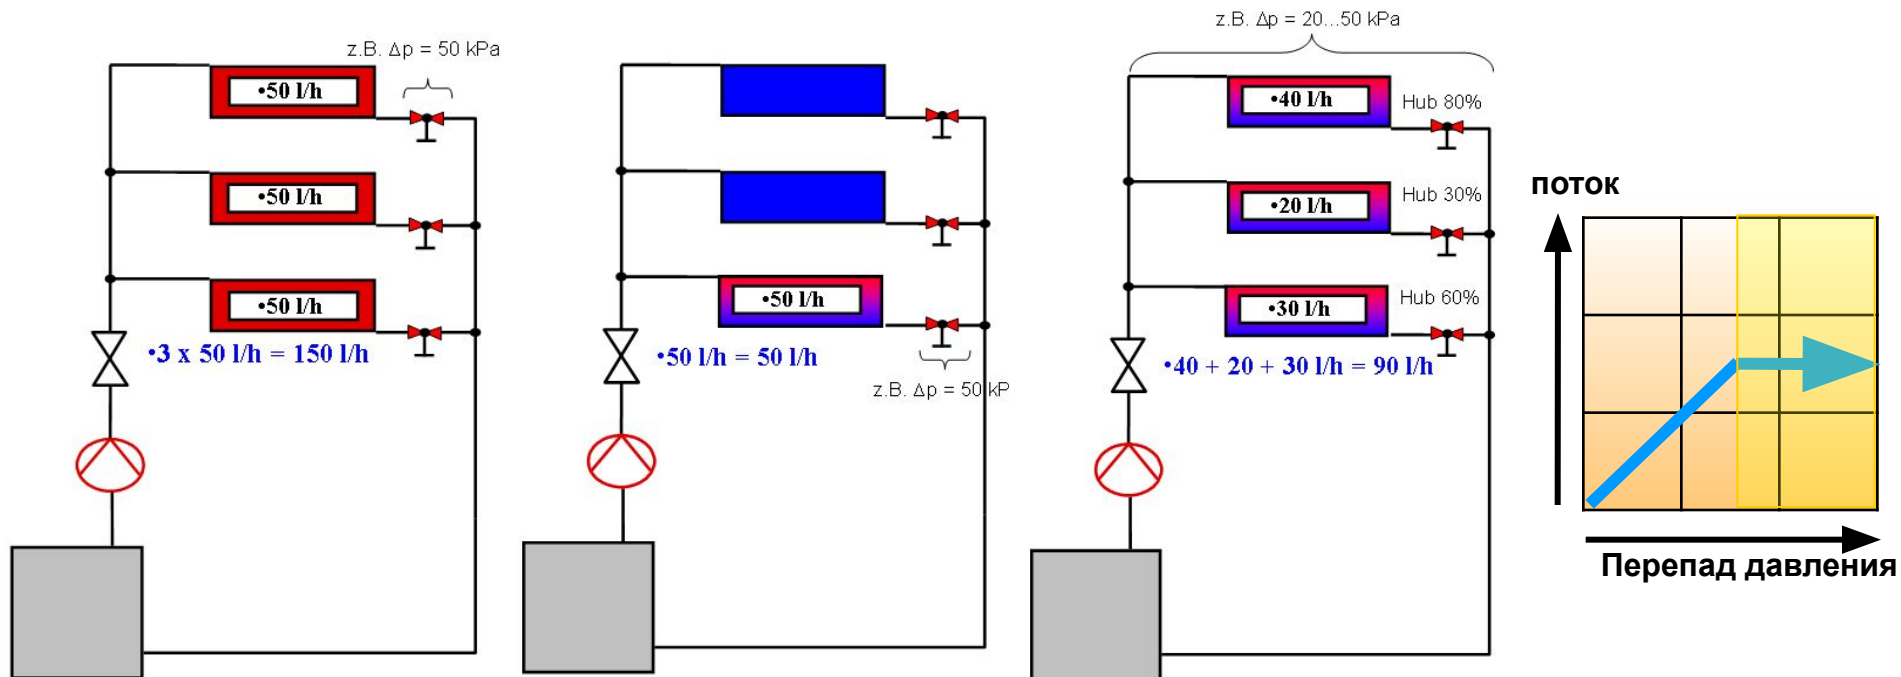 z.B. Δp = 50 kPa
•50 l/h
•50 l/h
•50 l/h
•3 x 50 l/h = 150 l/h
•50 l/h
•50 l/h = 50 l/h
z.B. Δp = 50 kP
z.B. Δp = 20...50 kPa
•40 l/h
Hub 80%
•20 l/h
Hub 30%
•30 l/h
Hub 60%
•40 + 20 + 30 l/h = 90 l/h
поток
Перепад давления